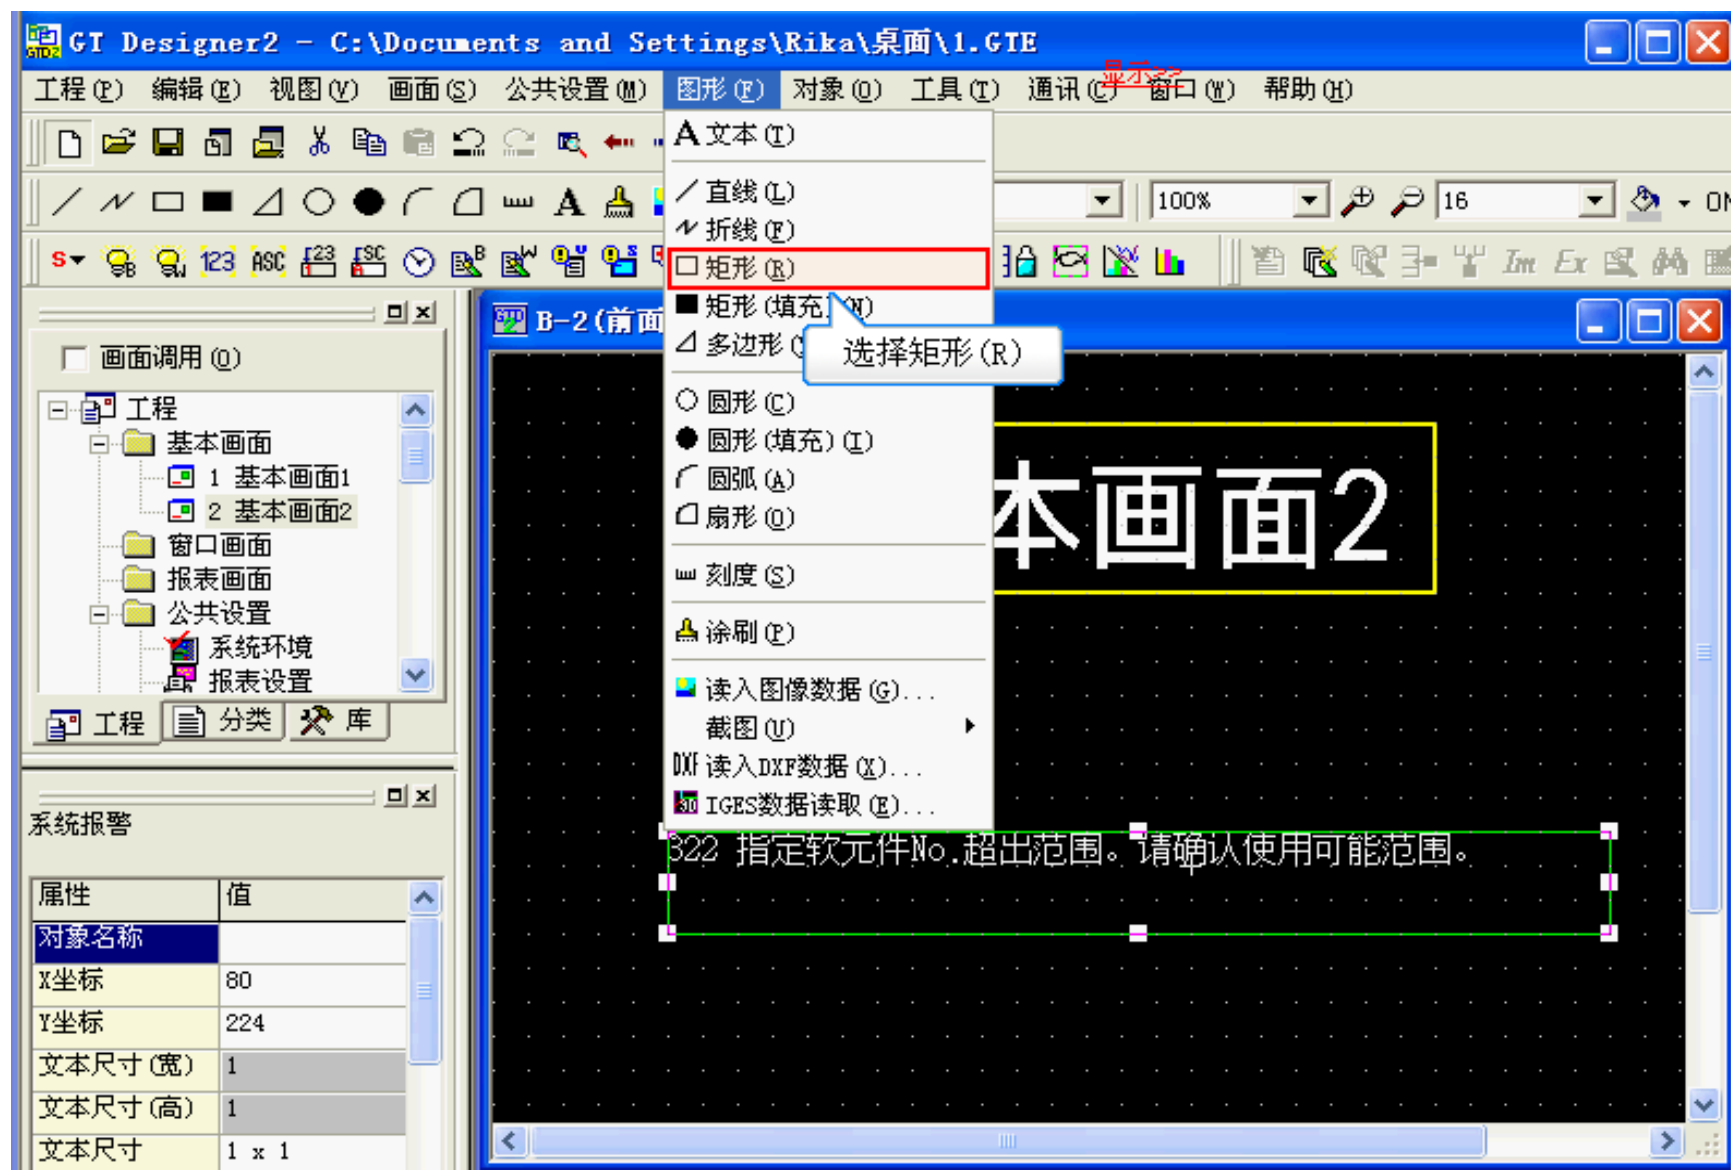 GT Designer2 - C:\Documents and Settings\Rika\桌面\1.GTE
工程(P) 编辑(E) 视图(V) 画面(S) 公共设置(M) 图形(F) 对象(O) 工具(T) 通讯(C) 窗口(W) 帮助(H)
显示>>
A 文本(T)
直线(L)
100% 16 ON
折线(F)
矩形(R)
矩形(填充)(N)
多边形
选择矩形(R)
圆形(C)
圆形(填充)(I)
圆弧(A)
扇形(O)
刻度(S)
涂刷(P)
读入图像数据(G)...
截图(U)
DXF 读入DXF数据(X)...
IGES数据读取(E)...
S 123 ASC 123 ASC Im Ex
画面调用(Q)
工程
基本画面
1 基本画面1
2 基本画面2
窗口画面
报表画面
公共设置
系统环境
报表设置
工程 分类 库
B-2(前面
本画面2
322 指定软元件No.超出范围。请确认使用可能范围。
系统报警
属性 值
对象名称
X坐标 80
Y坐标 224
文本尺寸(宽) 1
文本尺寸(高) 1
文本尺寸 1 x 1